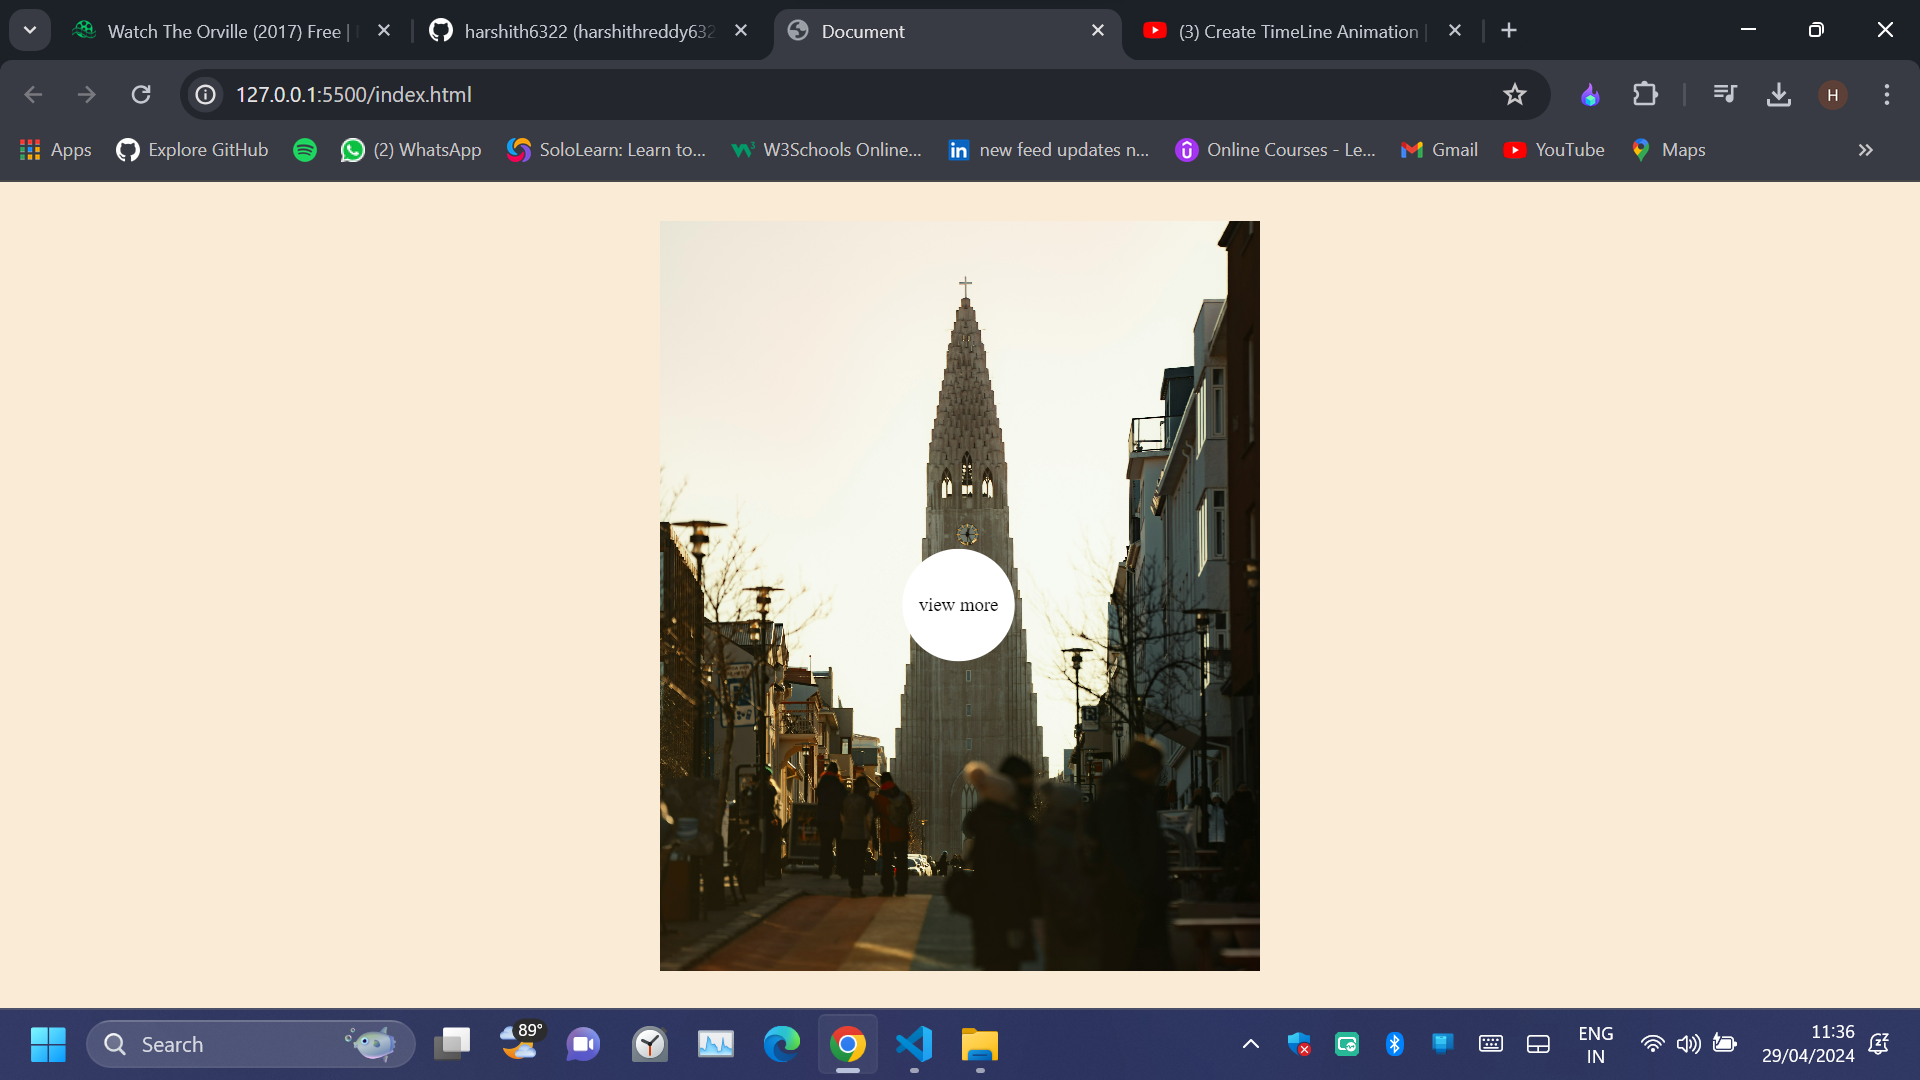 Watch The Orville (2017) Free |
harshith6322 (harshithreddy632
Document
(3) Create TimeLine Animation |
127.0.0.1:5500/index.html
H
Apps
Explore GitHub
(2) WhatsApp
SoloLearn: Learn to...
W3Schools Online...
new feed updates n...
Online Courses - Le...
Gmail
YouTube
Maps
view more
Search
89°
ENG
IN
11:36
29/04/2024